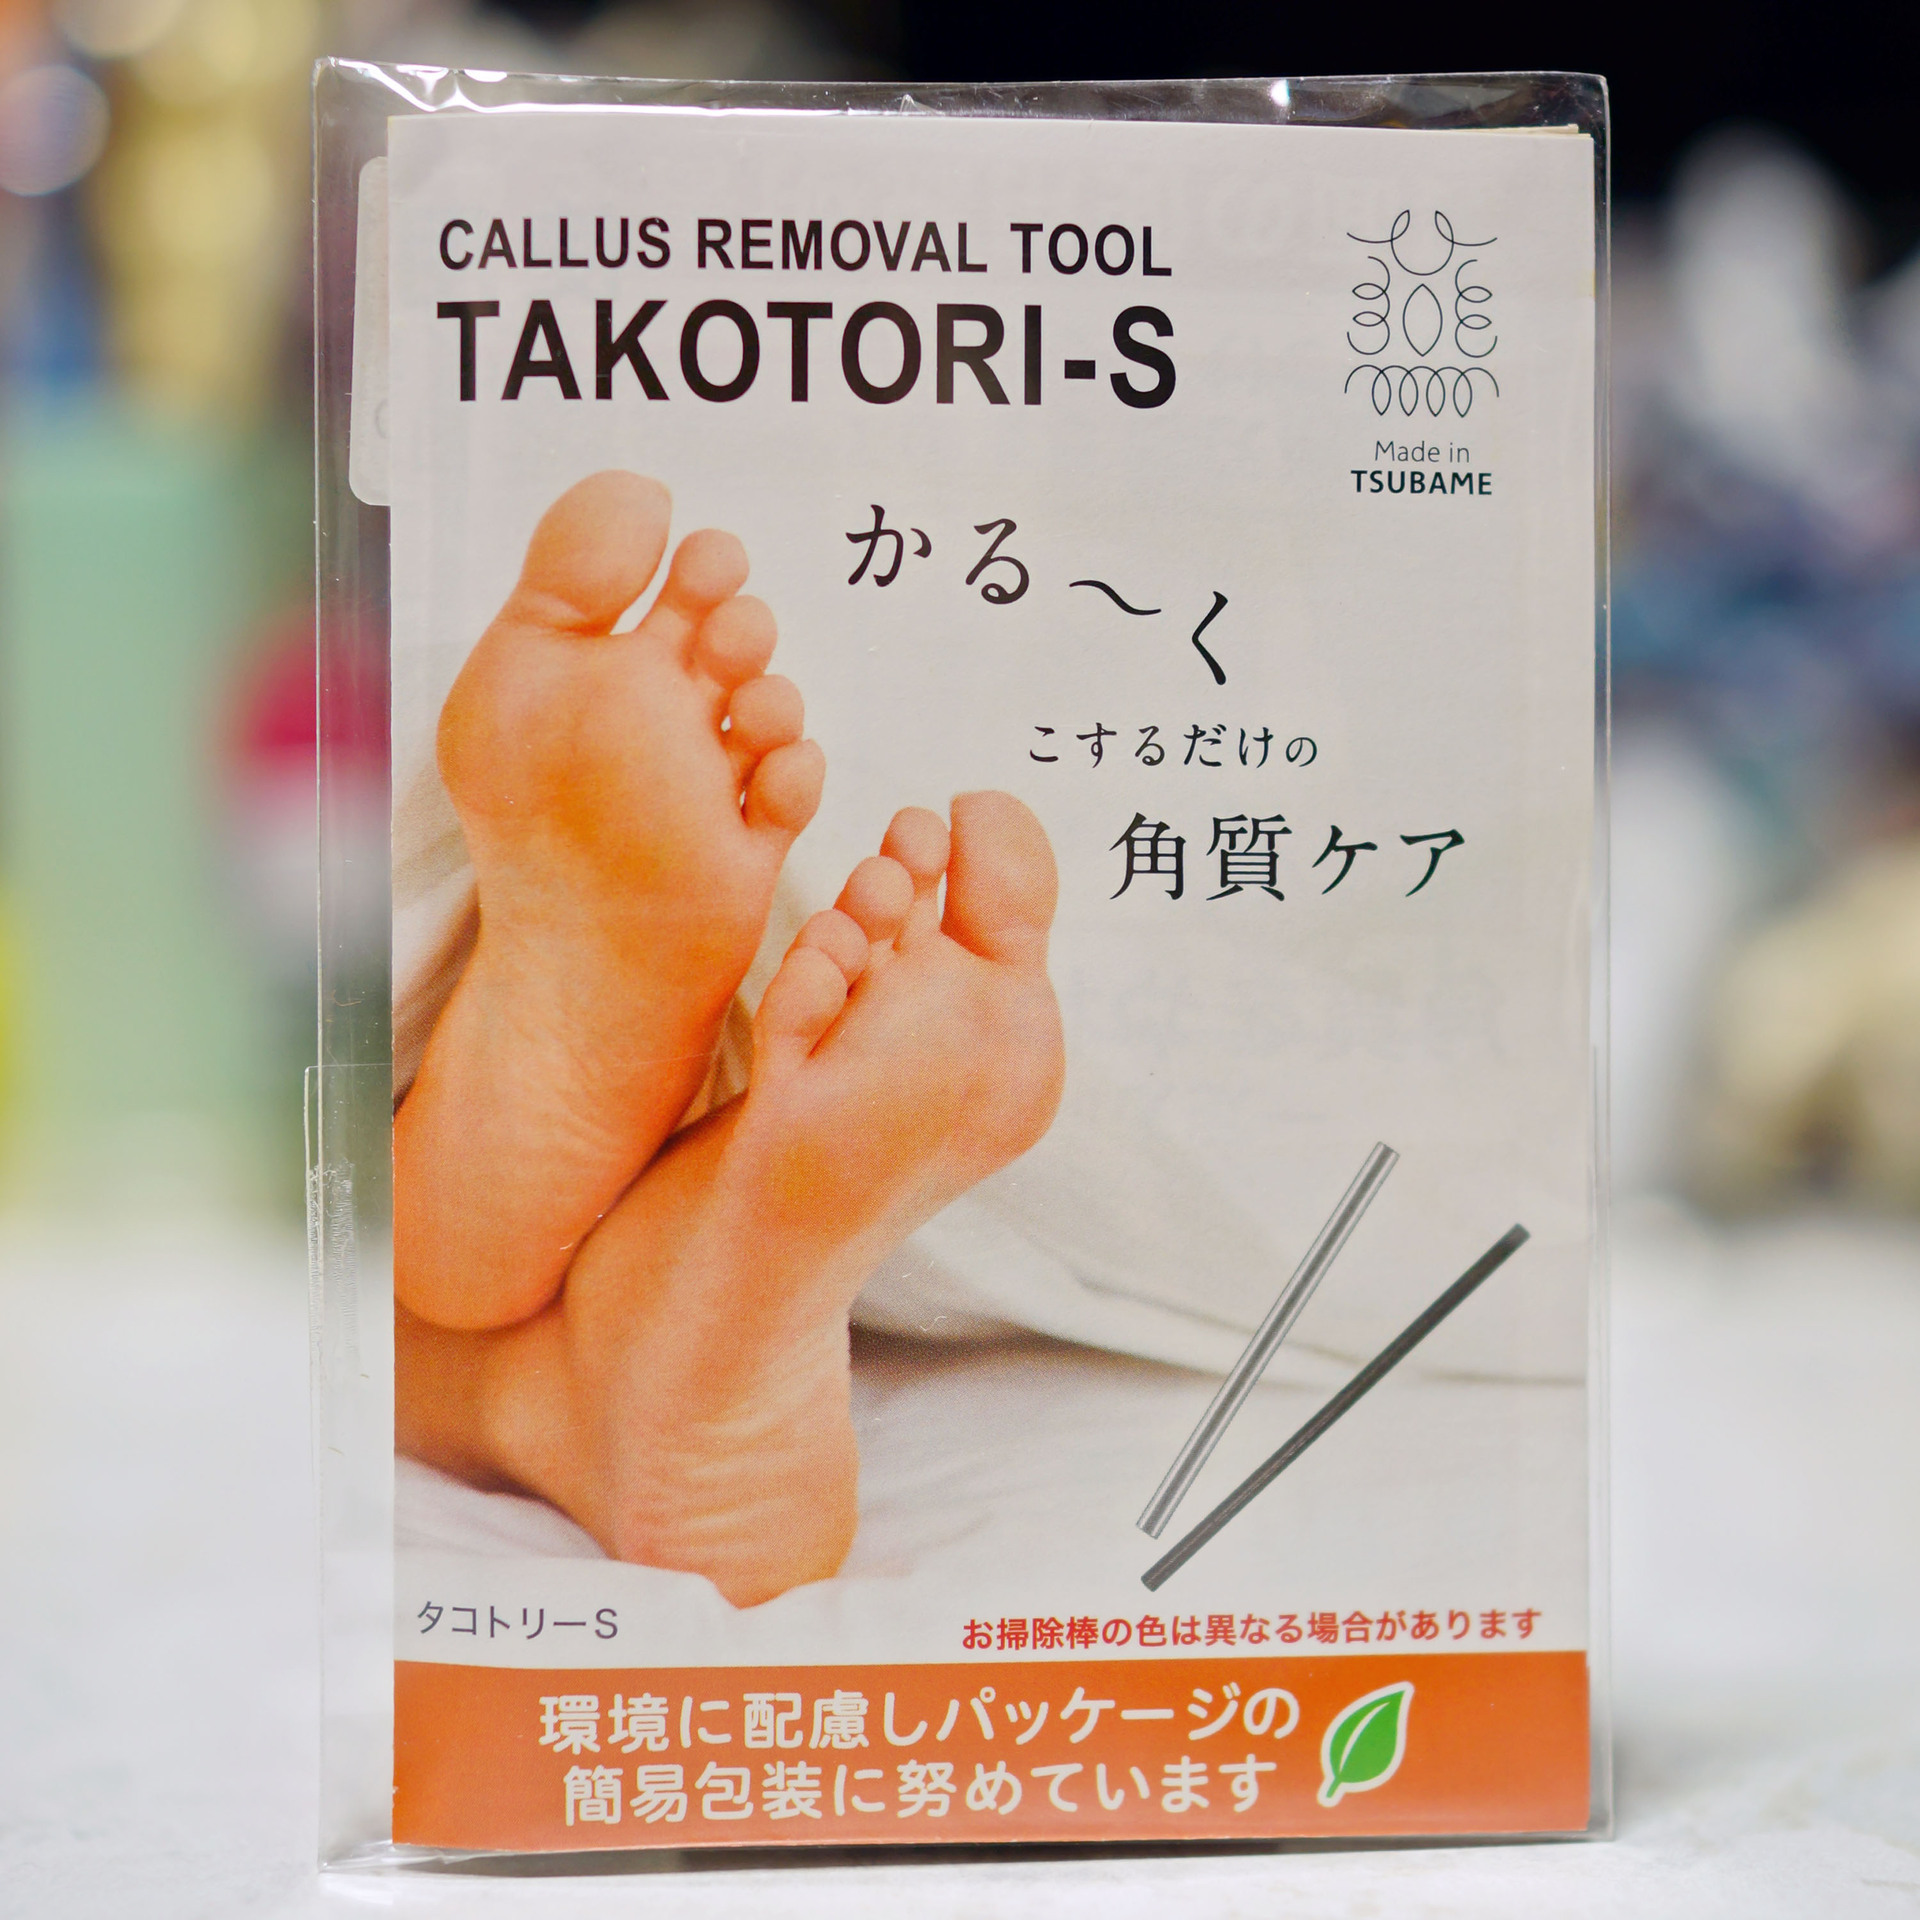 CALLUS REMOVAL TOOL
TAKOTORI-S
Made in
TSUBAME
かる〜く
こするだけの
角質ケア
タコトリーS
お掃除棒の色は異なる場合があります
環境に配慮しパッケージの
簡易包装に努めています